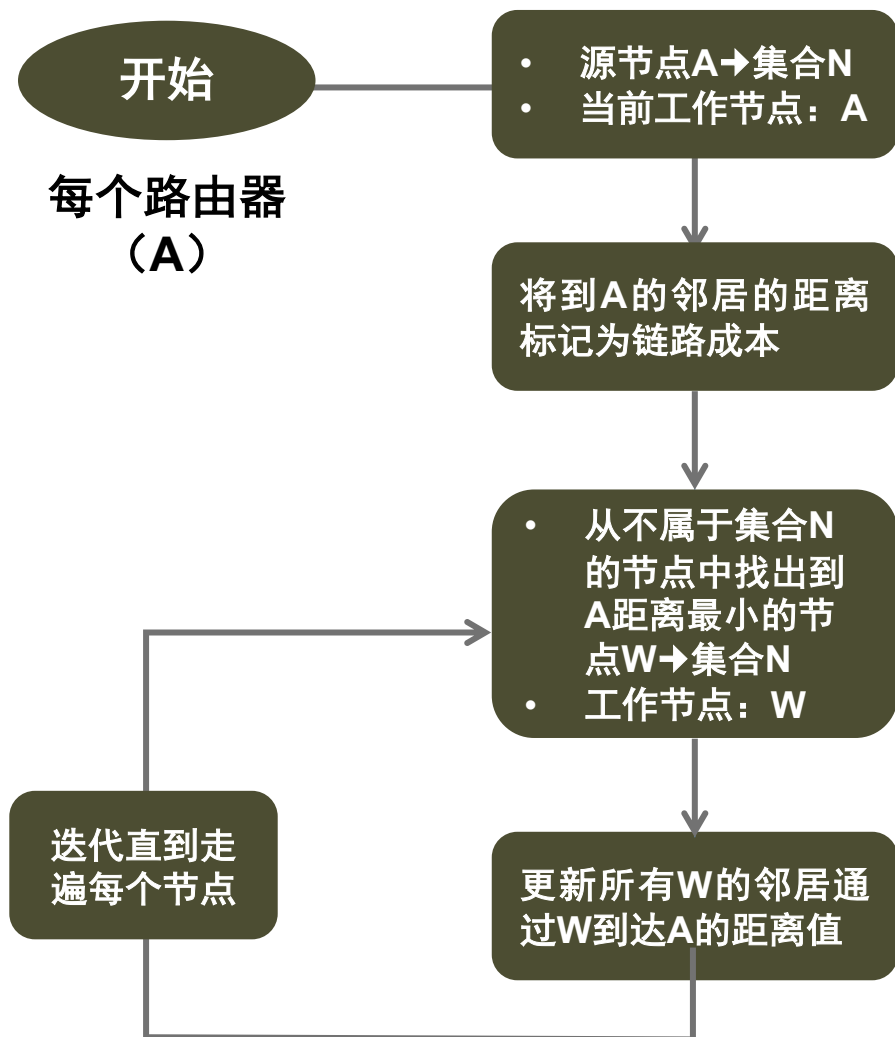 开始
每个路由器
（A）
• 源节点A→集合N
• 当前工作节点：A
将到A的邻居的距离
标记为链路成本
• 从不属于集合N
的节点中找出到
A距离最小的节
点W→集合N
• 工作节点：W
更新所有W的邻居通
过W到达A的距离值
迭代直到走
遍每个节点